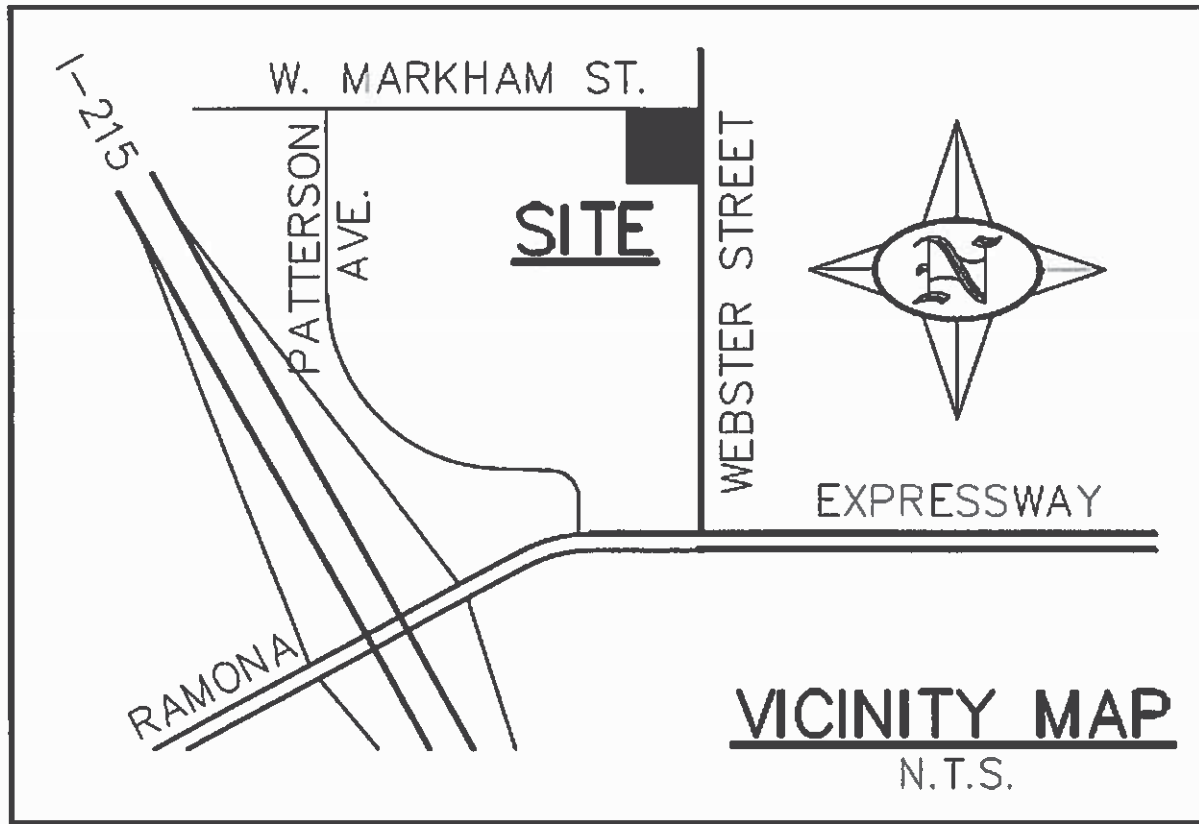 I-215
W. MARKHAM ST.
PATTERSON
AVE.
SITE
WEBSTER STREET
N
EXPRESSWAY
RAMONA
VICINITY MAP
N.T.S.